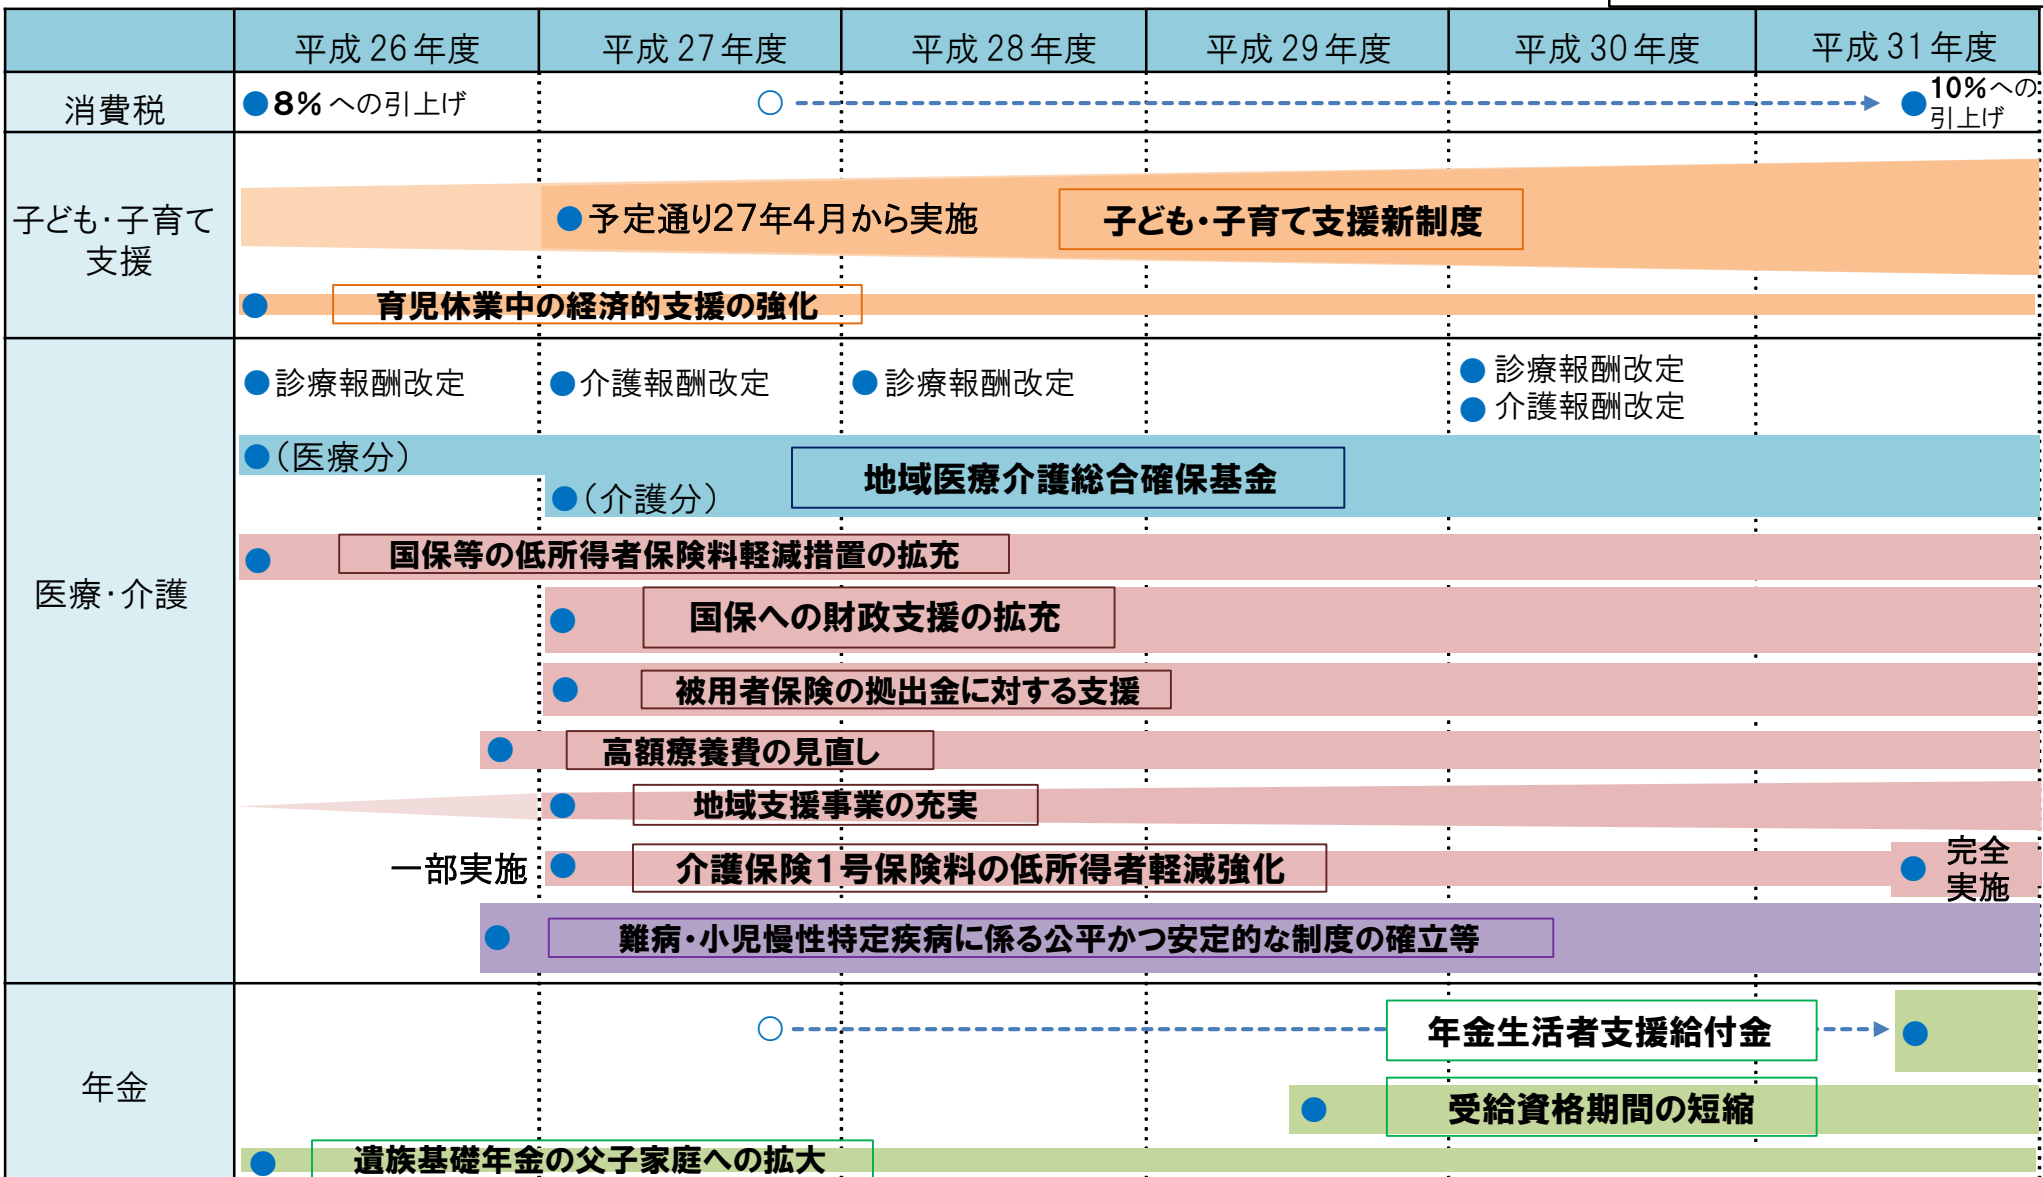 平成26年度 平成27年度 平成28年度 平成29年度 平成30年度 平成31年度
消費税
●8%への引上げ
○
●10%への
引上げ
子ども・子育て
支援
●予定通り27年4月から実施
子ども・子育て支援新制度
●育児休業中の経済的支援の強化
医療・介護
●診療報酬改定 ●介護報酬改定 ●診療報酬改定 ●診療報酬改定
●介護報酬改定
●(医療分)
●(介護分)
地域医療介護総合確保基金
●国保等の低所得者保険料軽減措置の拡充
●国保への財政支援の拡充
●被用者保険の拠出金に対する支援
●高額療養費の見直し
●地域支援事業の充実
一部実施●介護保険1号保険料の低所得者軽減強化
●完全
実施
●難病・小児慢性特定疾病に係る公平かつ安定的な制度の確立等
年金
○ 年金生活者支援給付金 ●
●受給資格期間の短縮
●遺族基礎年金の父子家庭への拡大